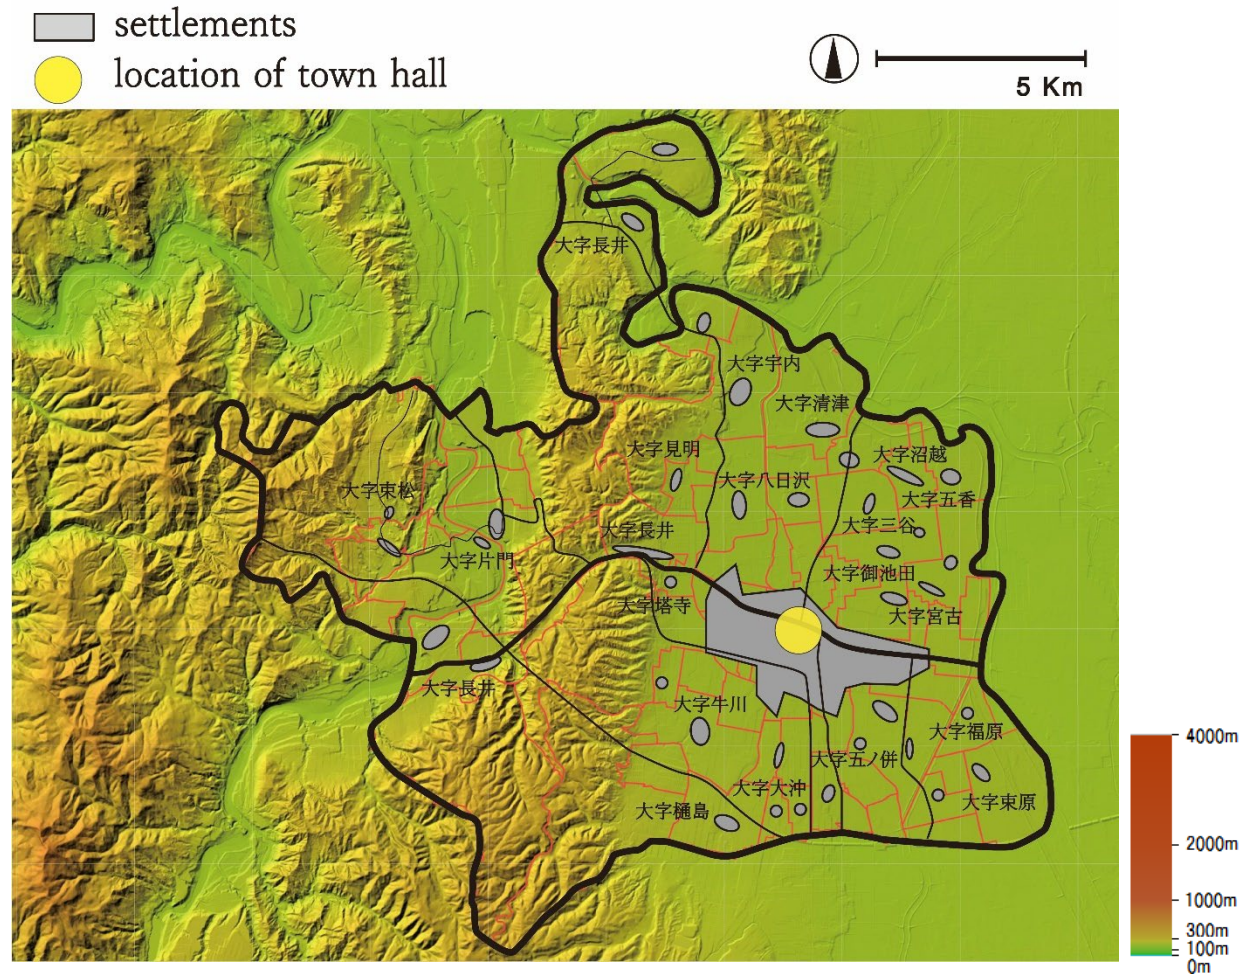 settlements
location of town hall
5 Km
大字長井
大字宇内
大字清津
大字見明
大字沼越
大字八日沢
大字束松
大字五香
大字三谷
大字長井
大字片門
大字御池田
大字塔寺
大字宮古
大字長井
大字牛川
大字福原
大字五ノ併
大字大沖
大字樋島
大字東原
4000m
2000m
1000m
300m
100m
0m